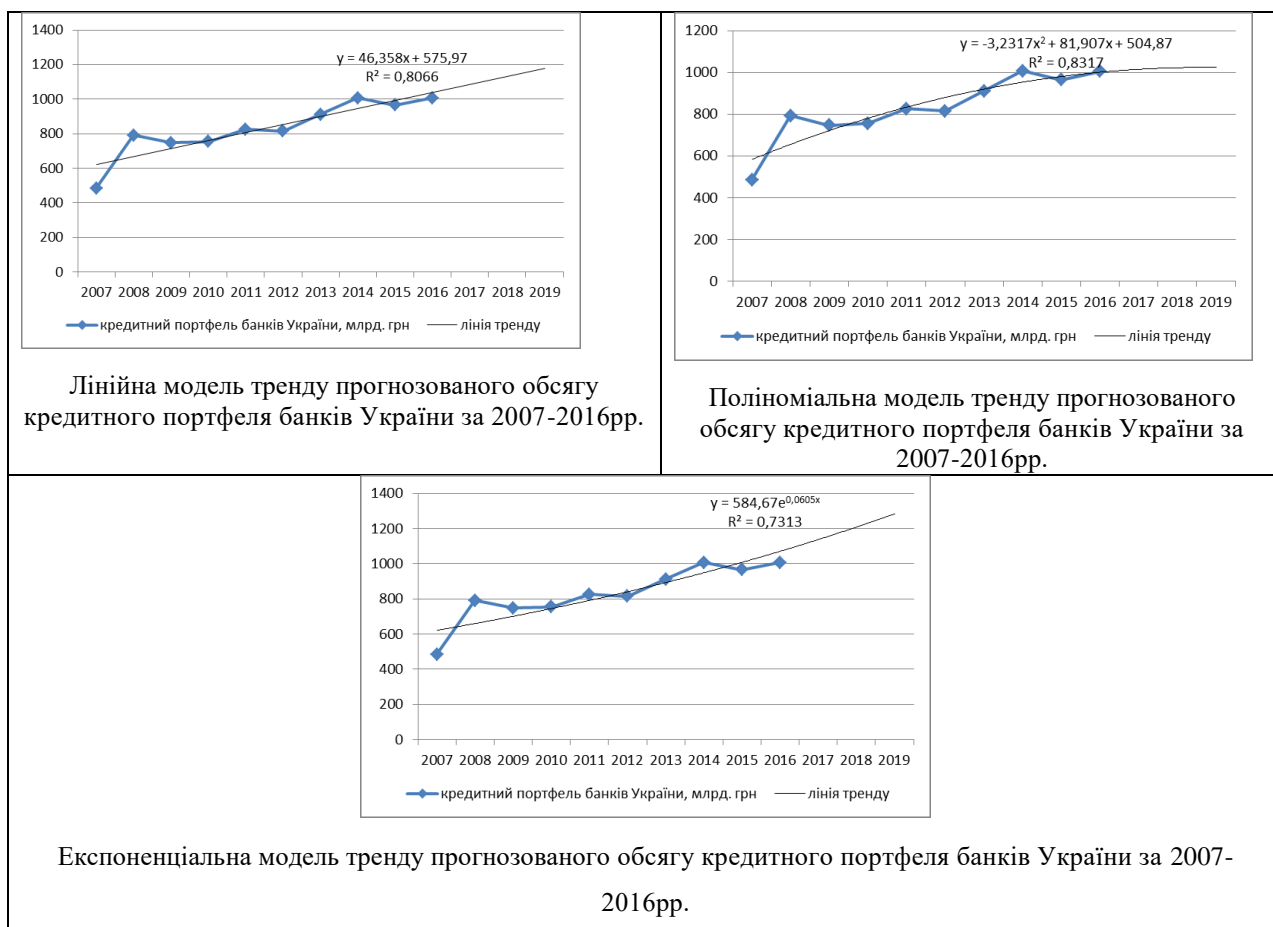 1400
1200
1000
800
600
400
200
0
y = 46,358x + 575,97
R² = 0,8066
2007 2008 2009 2010 2011 2012 2013 2014 2015 2016 2017 2018 2019
кредитний портфель банків України, млрд. грн лінія тренду
Лінійна модель тренду прогнозованого обсягу
кредитного портфеля банків України за 2007-2016рр.
1200
1000
800
600
400
200
0
y = -3,2317x² + 81,907x + 504,87
R² = 0,8317
2007 2008 2009 2010 2011 2012 2013 2014 2015 2016 2017 2018 2019
кредитний портфель банків України, млрд. грн лінія тренду
Поліноміальна модель тренду прогнозованого
обсягу кредитного портфеля банків України за
2007-2016рр.
1400
1200
1000
800
600
400
200
0
y = 584,67e^0,0605x
R² = 0,7313
2007 2008 2009 2010 2011 2012 2013 2014 2015 2016 2017 2018 2019
кредитний портфель банків України, млрд. грн лінія тренду
Експоненціальна модель тренду прогнозованого обсягу кредитного портфеля банків України за 2007-
2016рр.